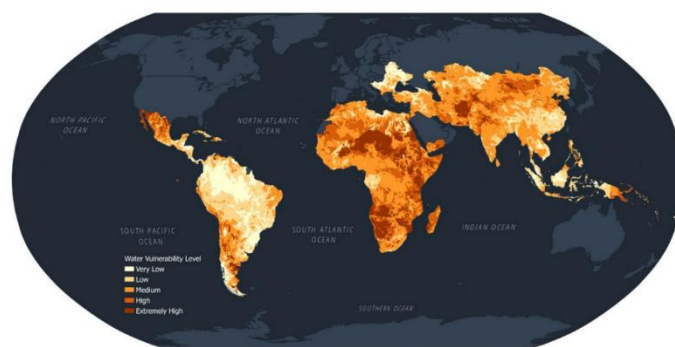 NORTH PACIFIC
OCEAN
NORTH ATLANTIC
OCEAN
SOUTH PACIFIC
OCEAN
SOUTH ATLANTIC
OCEAN
INDIAN OCEAN
SOUTHERN OCEAN
Water Vulnerability Level
Very Low
Low
Medium
High
Extremely High